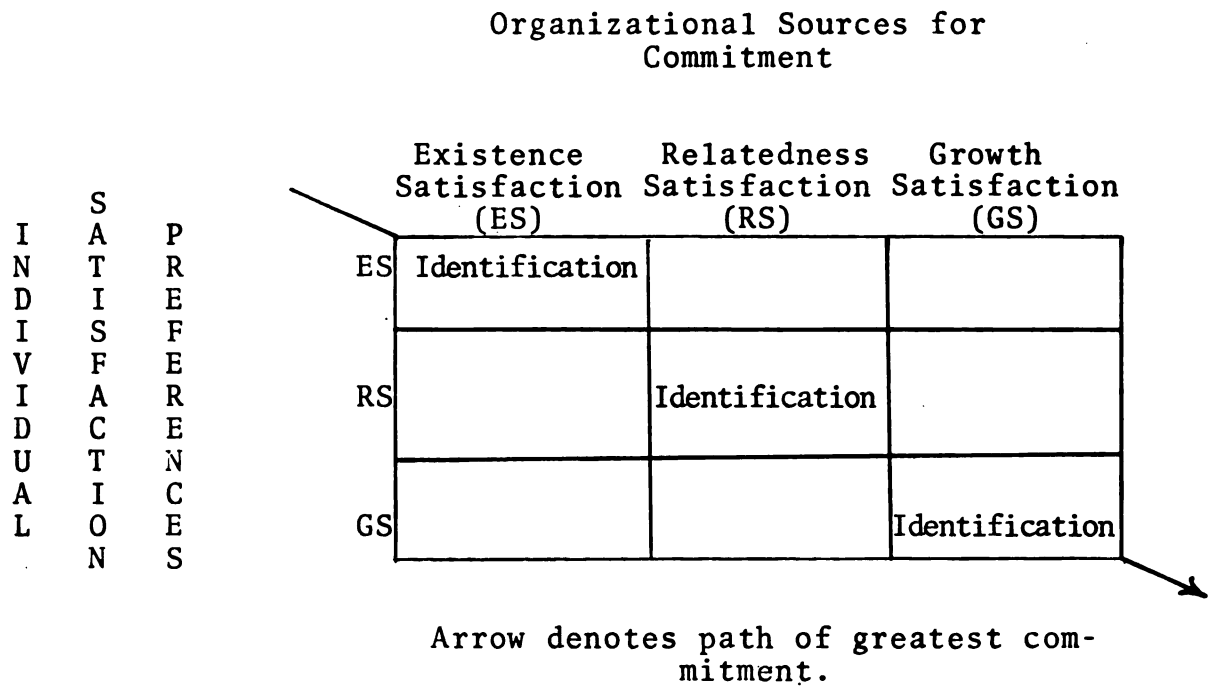 Organizational Sources for
Commitment
Existence Relatedness Growth
Satisfaction Satisfaction Satisfaction
(ES) (RS) (GS)
INDIVIDUAL
SATISFACTION
PREFERENCES
ES Identification
RS Identification
GS Identification
Arrow denotes path of greatest com-
mitment.